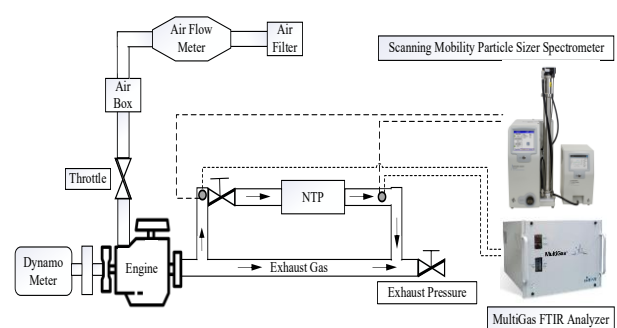 Air Flow
Meter
Air
Filter
Scanning Mobility Particle Sizer Spectrometer
Air
Box
Throttle
NTP
Dynamo
Meter
Engine
Exhaust Gas
Exhaust Pressure
MultiGas
MultiGas FTIR Analyzer